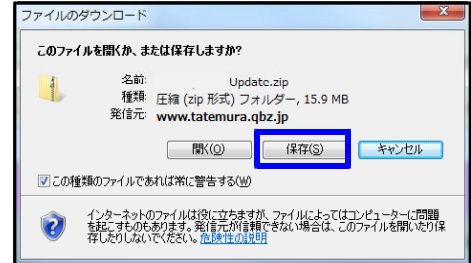 ファイルのダウンロード
このファイルを開くか、または保存しますか?
名前: Update.zip
種類: 圧縮 (zip 形式) フォルダー, 15.9 MB
発信元: www.tatemura.qbz.jp
開く(O) 保存(S) キャンセル
この種類のファイルであれば常に警告する(W)
インターネットのファイルは役に立ちますが、ファイルによってはコンピューターに問題
を起こすものもあります。発信元が信頼できない場合は、このファイルを開いたり保
存したりしないでください。危険性の説明